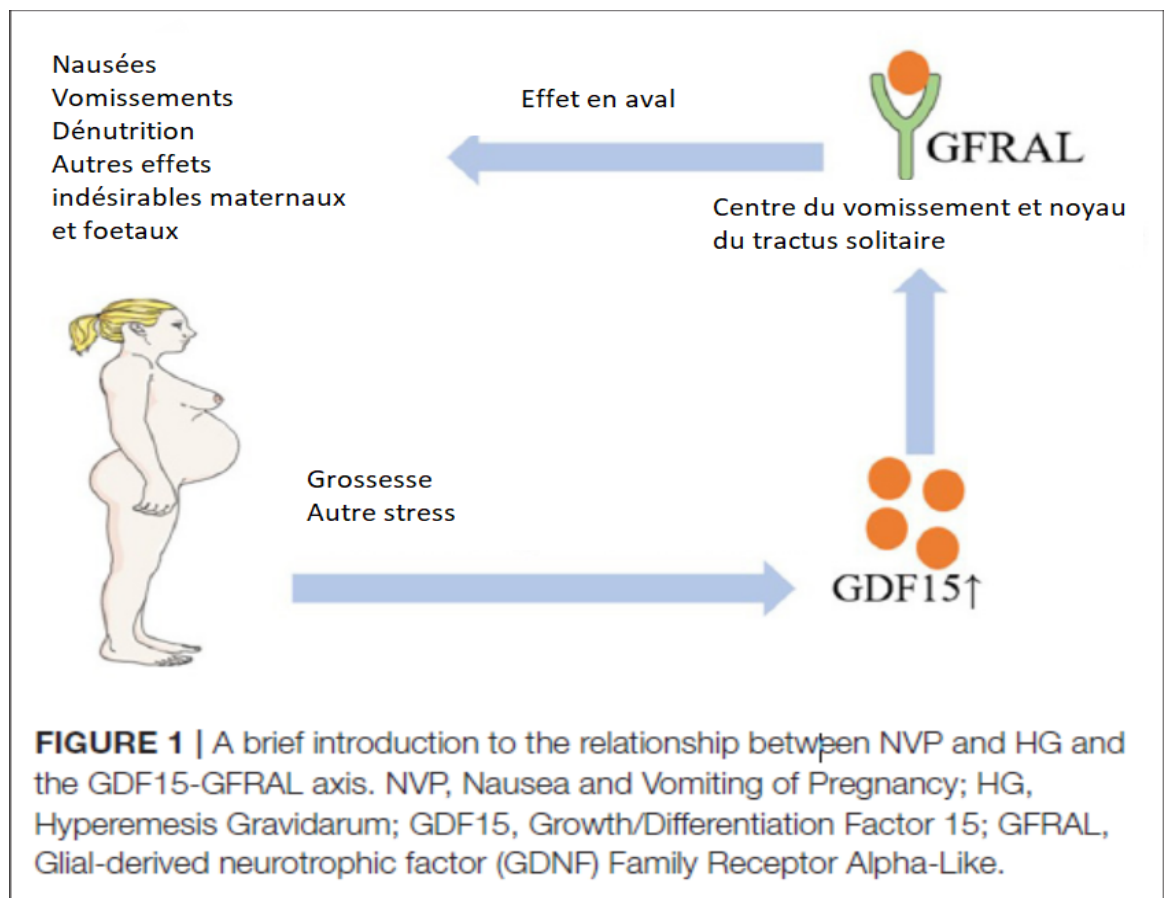 Nausées
Vomissements
Dénutrition
Autres effets
indésirables maternaux
et foetaux
Effet en aval
GFRAL
Centre du vomissement et noyau
du tractus solitaire
Grossesse
Autre stress
GDF15↑
FIGURE 1 | A brief introduction to the relationship between NVP and HG and
the GDF15-GFRAL axis. NVP, Nausea and Vomiting of Pregnancy; HG,
Hyperemesis Gravidarum; GDF15, Growth/Differentiation Factor 15; GFRAL,
Glial-derived neurotrophic factor (GDNF) Family Receptor Alpha-Like.